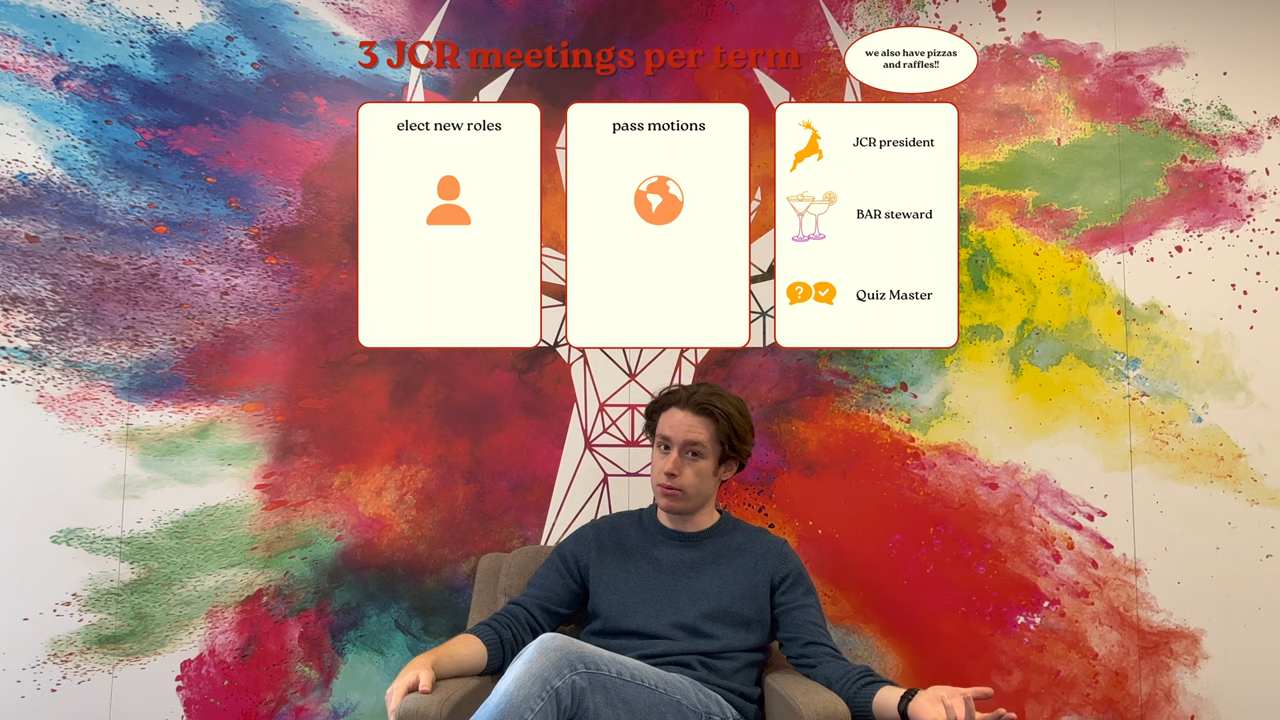 3 JCR meetings per term
we also have pizzas
and raffles!!
elect new roles
pass motions
JCR president
BAR steward
Quiz Master